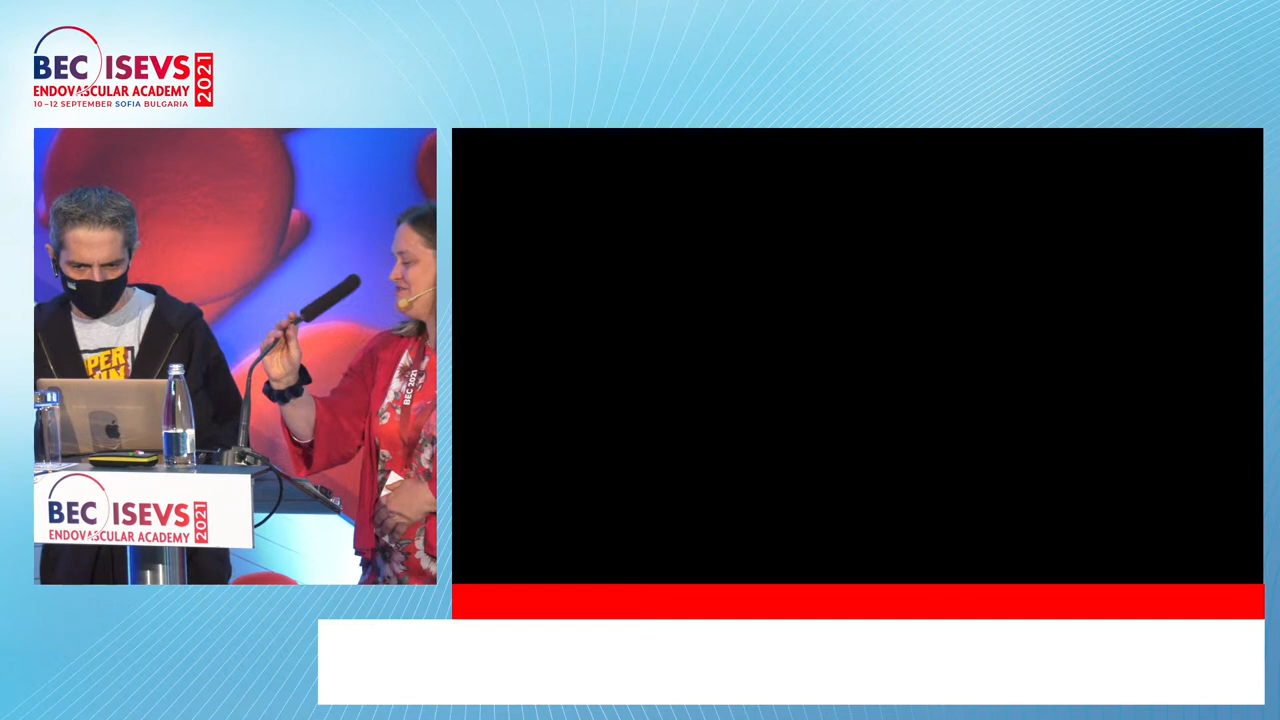 BEC ISEVS
2021
ENDOVASCULAR ACADEMY
10–12 SEPTEMBER SOFIA BULGARIA
BEC 2021
BEC ISEVS
2021
ENDOVASCULAR ACADEMY